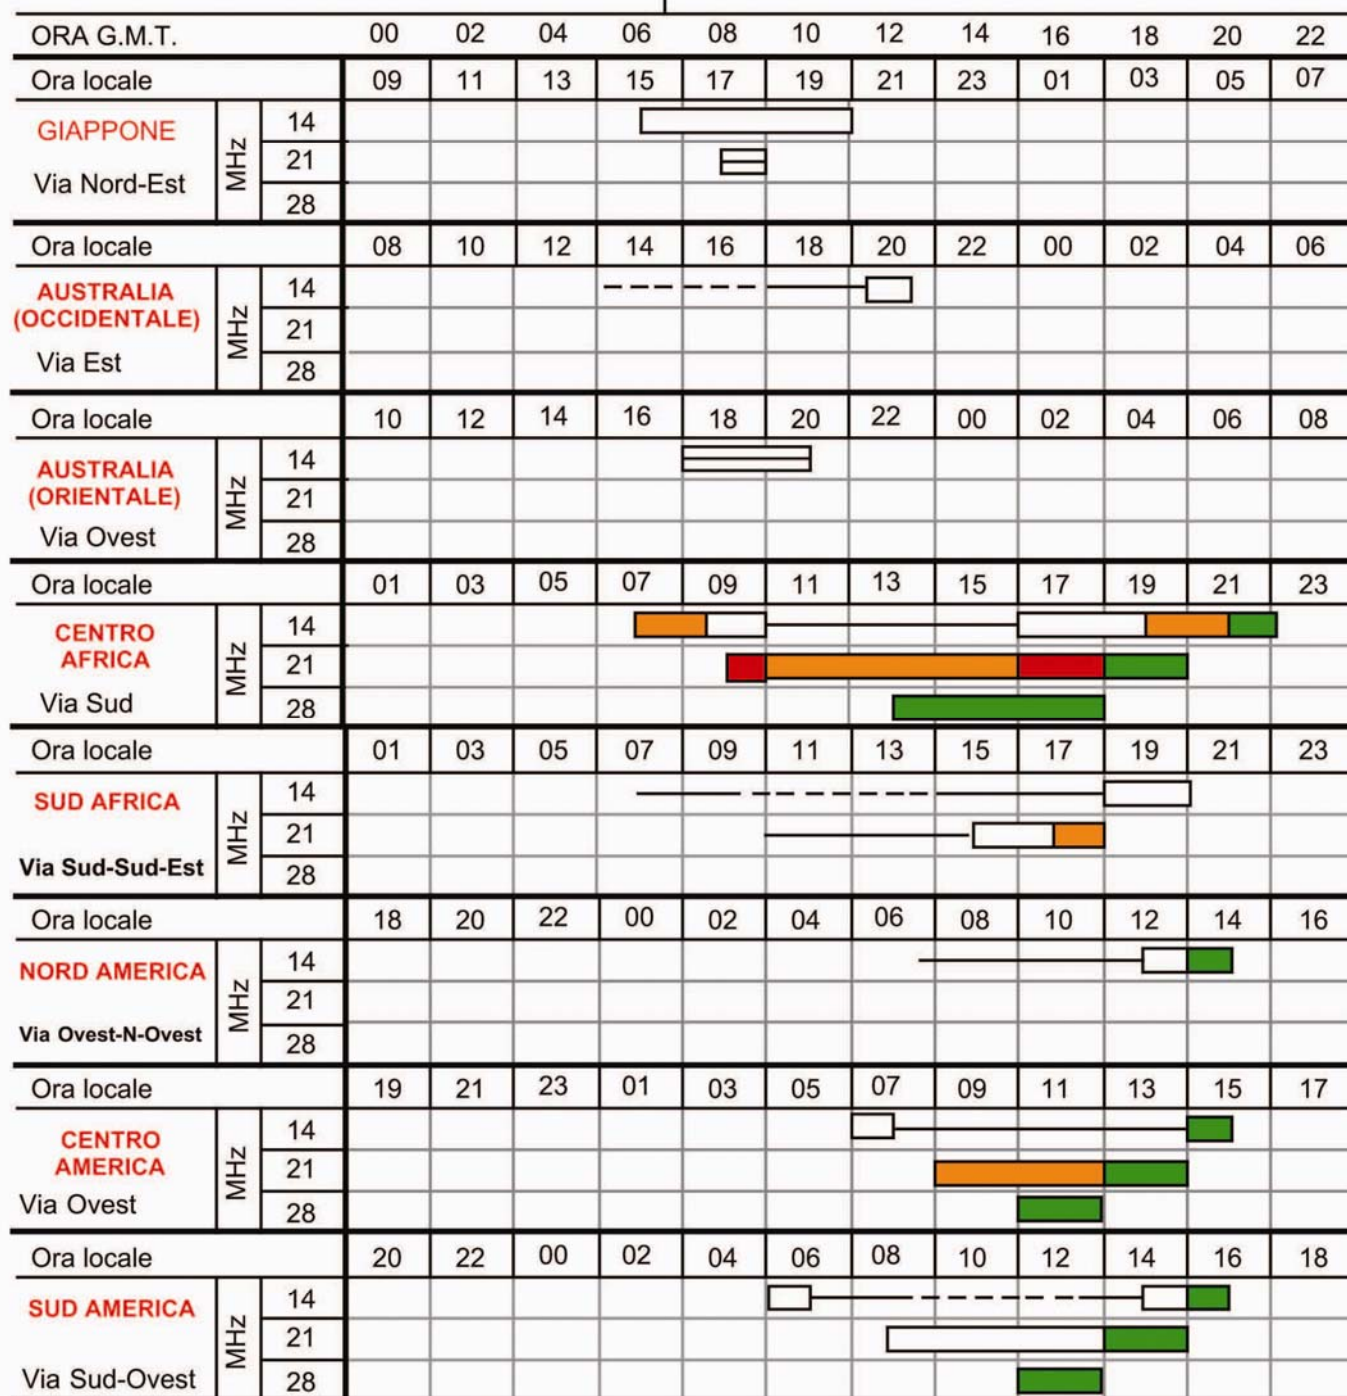 ORA G.M.T. 00 02 04 06 08 10 12 14 16 18 20 22
Ora locale 09 11 13 15 17 19 21 23 01 03 05 07
GIAPPONE
Via Nord-Est
MHz
14
21
28
Ora locale 08 10 12 14 16 18 20 22 00 02 04 06
AUSTRALIA
(OCCIDENTALE)
Via Est
MHz
14
21
28
Ora locale 10 12 14 16 18 20 22 00 02 04 06 08
AUSTRALIA
(ORIENTALE)
Via Ovest
MHz
14
21
28
Ora locale 01 03 05 07 09 11 13 15 17 19 21 23
CENTRO
AFRICA
Via Sud
MHz
14
21
28
Ora locale 01 03 05 07 09 11 13 15 17 19 21 23
SUD AFRICA
Via Sud-Sud-Est
MHz
14
21
28
Ora locale 18 20 22 00 02 04 06 08 10 12 14 16
NORD AMERICA
Via Ovest-N-Ovest
MHz
14
21
28
Ora locale 19 21 23 01 03 05 07 09 11 13 15 17
CENTRO
AMERICA
Via Ovest
MHz
14
21
28
Ora locale 20 22 00 02 04 06 08 10 12 14 16 18
SUD AMERICA
Via Sud-Ovest
MHz
14
21
28